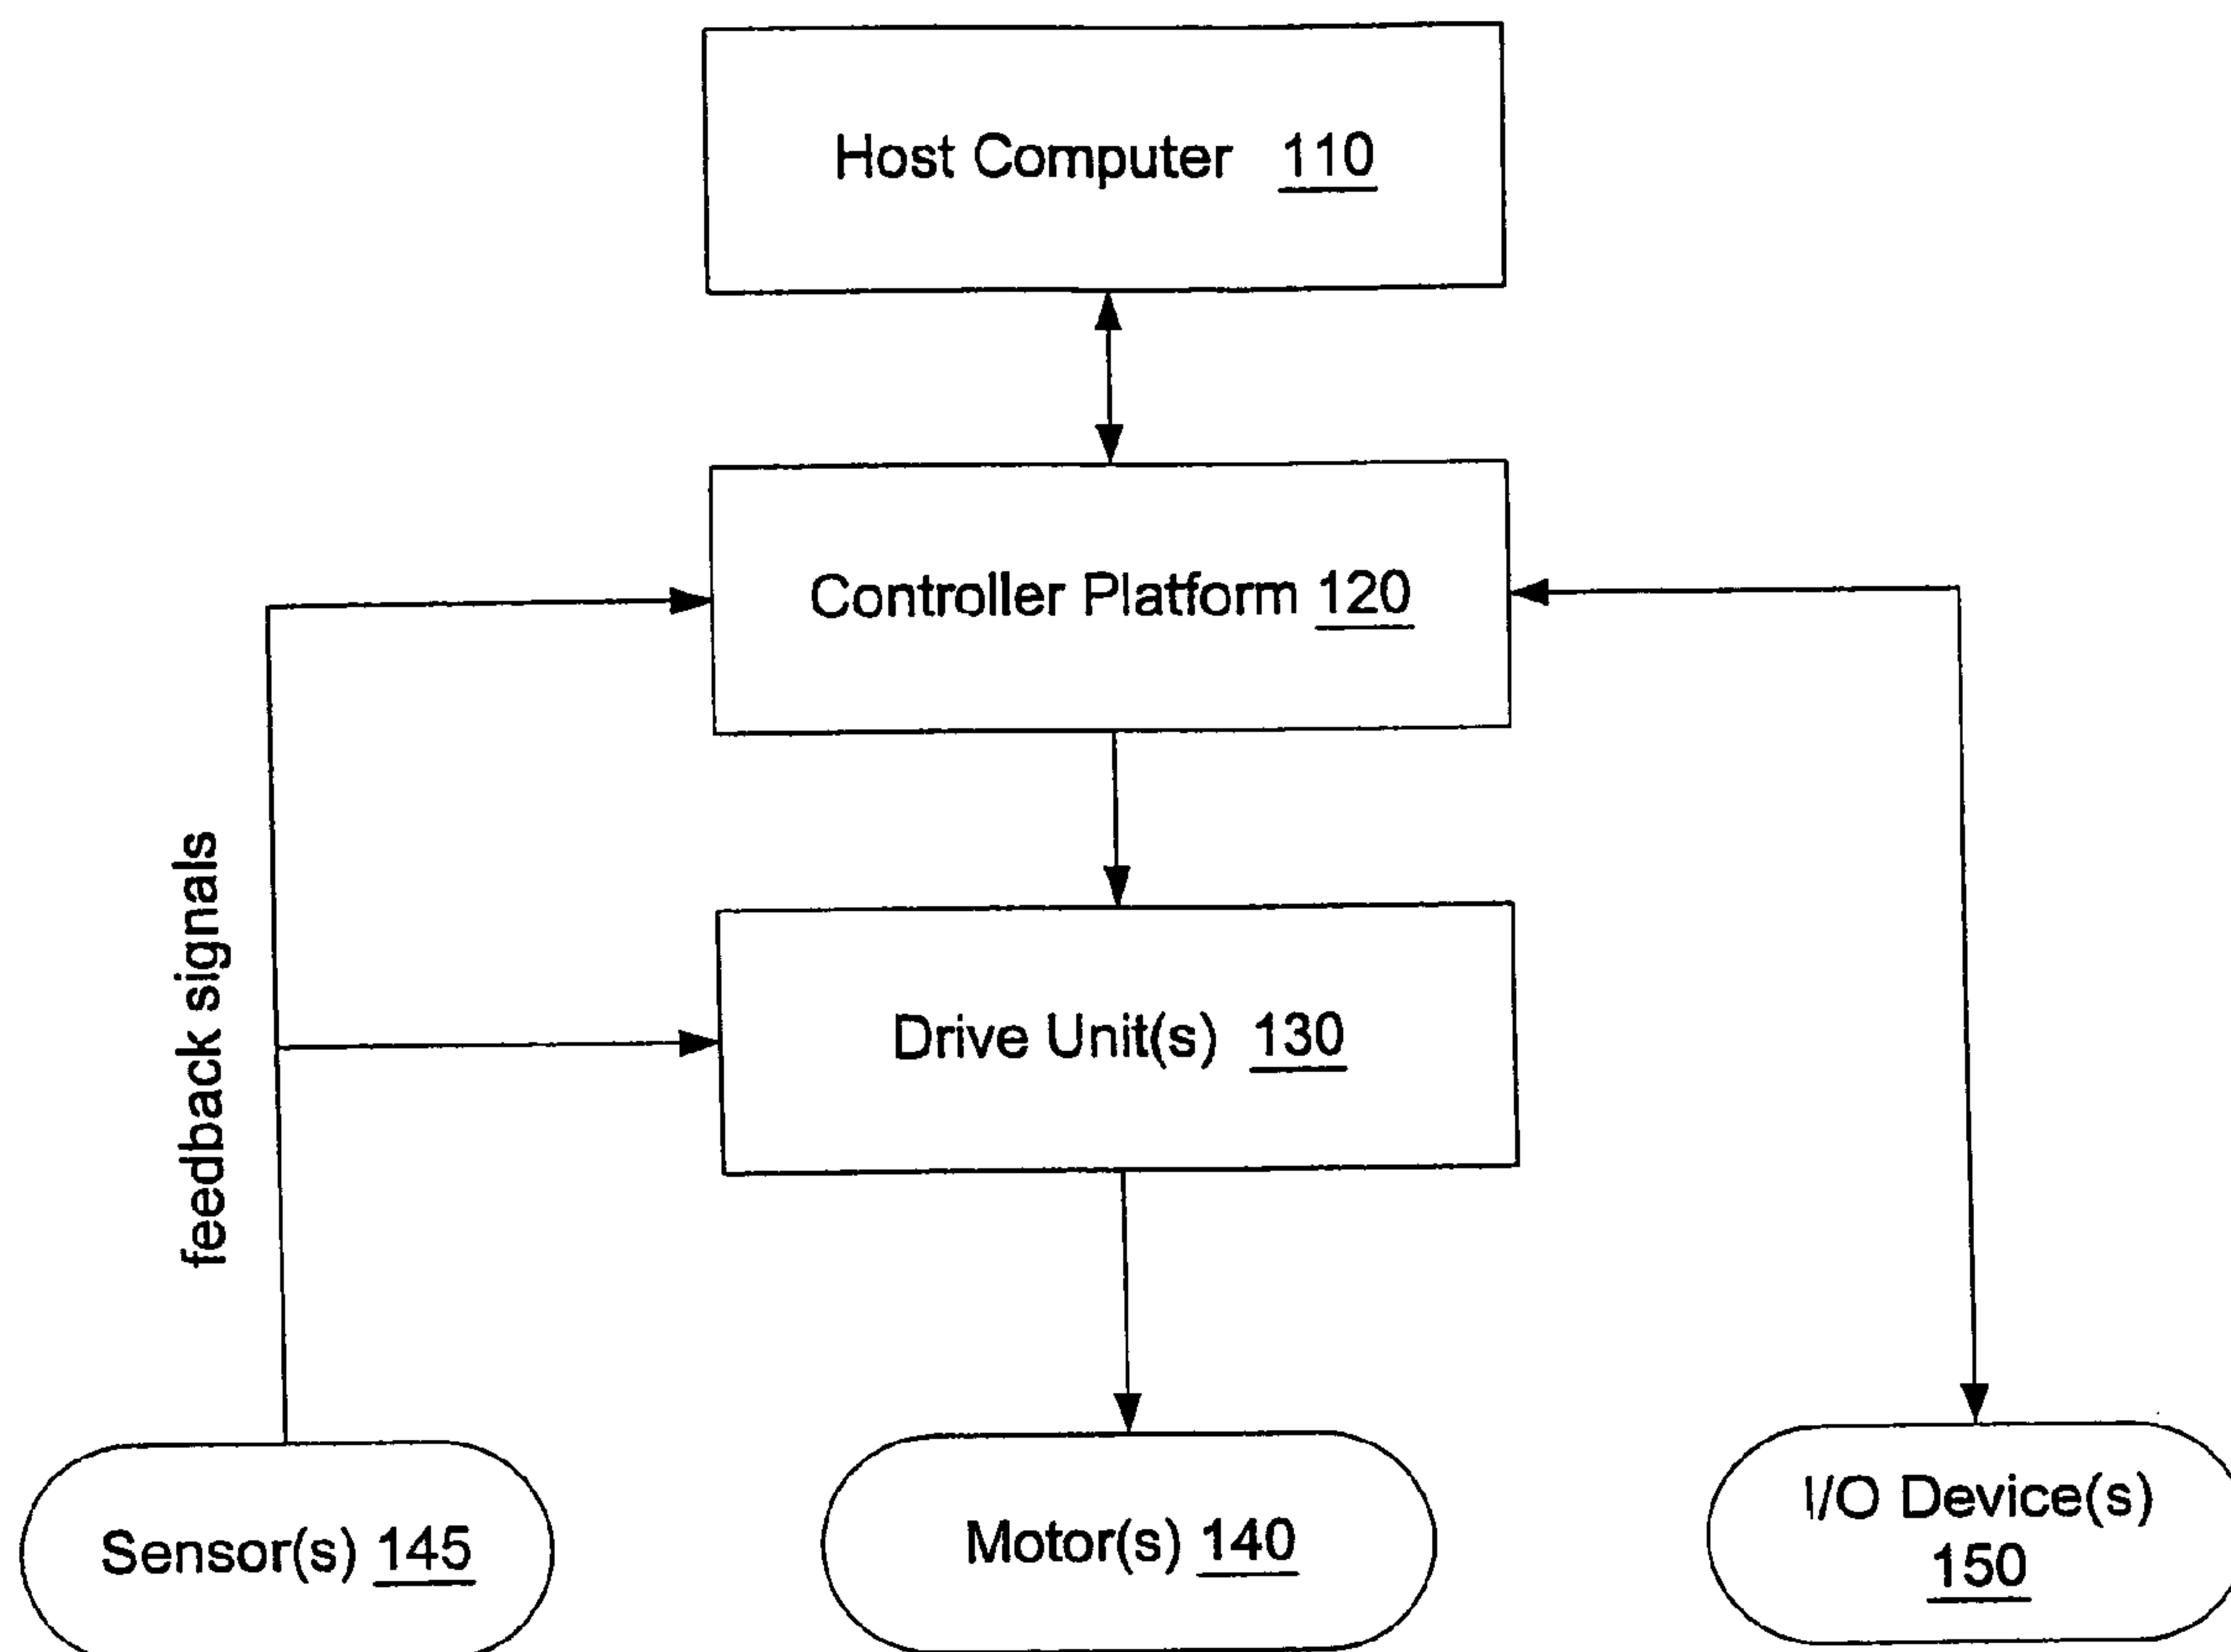 Host Computer 110
Controller Platform 120
feedback signals
Drive Unit(s) 130
Sensor(s) 145
Motor(s) 140
I/O Device(s)
150